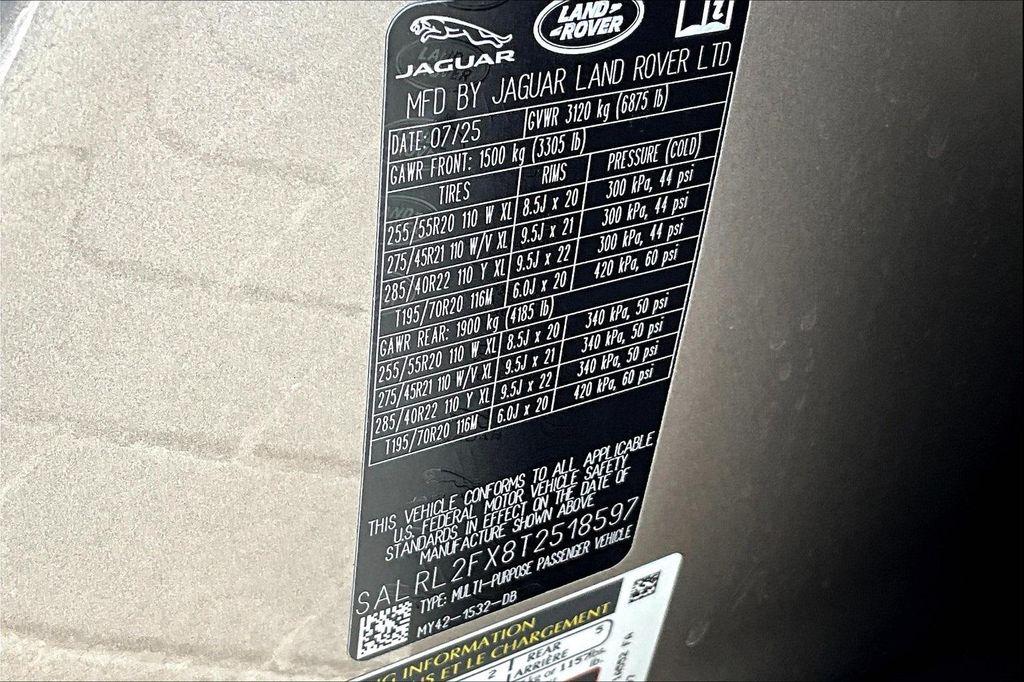 JAGUAR
LAND ROVER
MFD BY JAGUAR LAND ROVER LTD
DATE: 07/25 GVWR 3120 kg (6875 lb)
GAWR FRONT: 1500 kg (3305 lb)
TIRES RIMS PRESSURE (COLD)
255/55R20 110 W XL 8.5J x 20 300 kPa, 44 psi
275/45R21 110 W/V XL 9.5J x 21 300 kPa, 44 psi
285/40R22 110 Y XL 9.5J x 22 300 kPa, 44 psi
T195/70R20 116M 6.0J x 20 420 kPa, 60 psi
GAWR REAR: 1900 kg (4185 lb)
255/55R20 110 W XL 8.5J x 20 340 kPa, 50 psi
275/45R21 110 W/V XL 9.5J x 21 340 kPa, 50 psi
285/40R22 110 Y XL 9.5J x 22 340 kPa, 50 psi
T195/70R20 116M 6.0J x 20 420 kPa, 60 psi
THIS VEHICLE CONFORMS TO ALL APPLICABLE
U.S. FEDERAL MOTOR VEHICLE SAFETY
STANDARDS IN EFFECT ON THE DATE OF
MANUFACTURE SHOWN ABOVE
SALRL2FX8T2518597
TYPE: MULTI-PURPOSE PASSENGER VEHICLE
MY42-1532-DB
INFORMATION
ET LE CHARGEMENT
2 REAR 5
ARRIÈRE